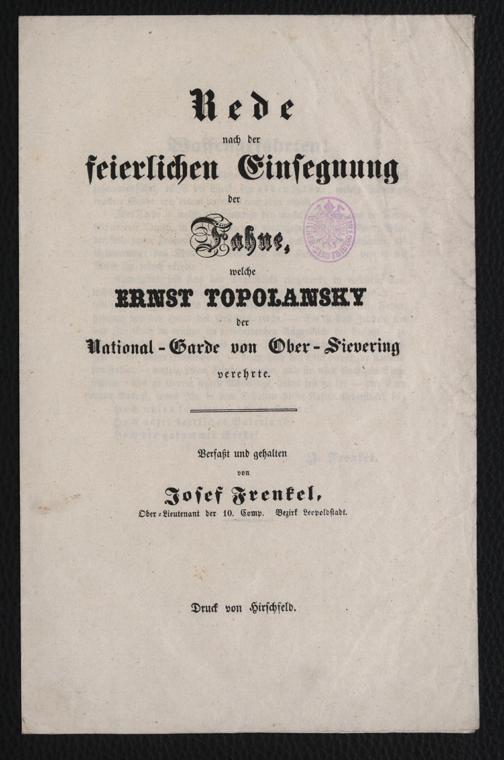 Rede
nach der
feierlichen Einsegnung
der
Fahne,
welche
ERNST TOPOLANSKY
der
National-Garde von Ober-Sievering
verehrte.
Verfaßt und gehalten
von
Josef Frenkel,
Ober-Lieutenant der 10. Comp. Bezirk Leopoldstadt.
Druck von Hirschfeld.